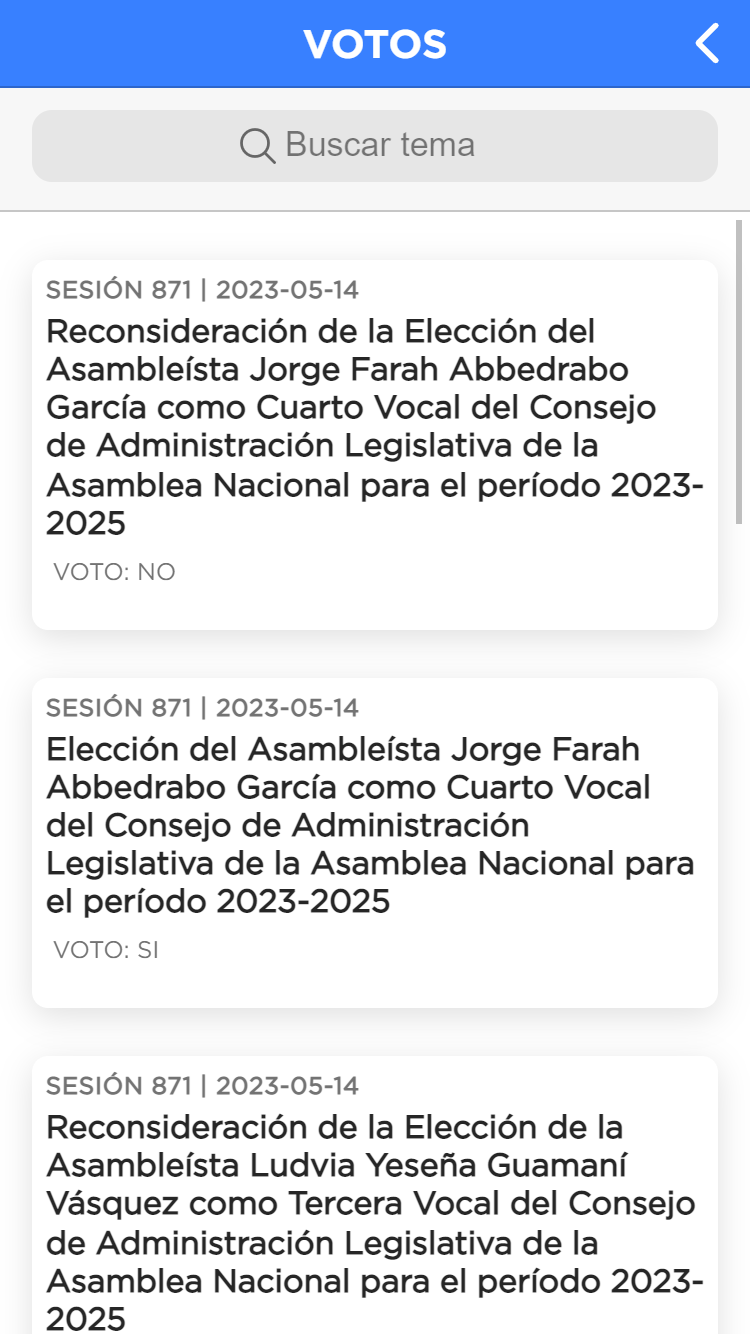 VOTOS
Buscar tema
SESIÓN 871 | 2023-05-14
Reconsideración de la Elección del
Asambleísta Jorge Farah Abbedrabo
García como Cuarto Vocal del Consejo
de Administración Legislativa de la
Asamblea Nacional para el período 2023-
2025
VOTO: NO
SESIÓN 871 | 2023-05-14
Elección del Asambleísta Jorge Farah
Abbedrabo García como Cuarto Vocal
del Consejo de Administración
Legislativa de la Asamblea Nacional para
el período 2023-2025
VOTO: SI
SESIÓN 871 | 2023-05-14
Reconsideración de la Elección de la
Asambleísta Ludvia Yeseña Guamaní
Vásquez como Tercera Vocal del Consejo
de Administración Legislativa de la
Asamblea Nacional para el período 2023-
2025